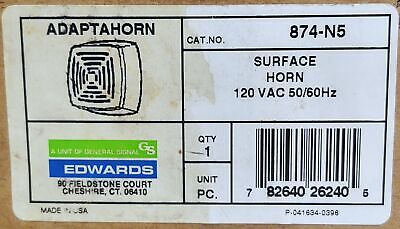 ADAPTAHORN
CAT.NO. 874-N5
SURFACE
HORN
120 VAC 50/60Hz
A UNIT OF GENERAL SIGNAL GS
EDWARDS
90 FIELDSTONE COURT
CHESHIRE, CT. 06410
QTY
1
UNIT
PC.
7 82640 26240 5
MADE IN USA
P-041634-0396